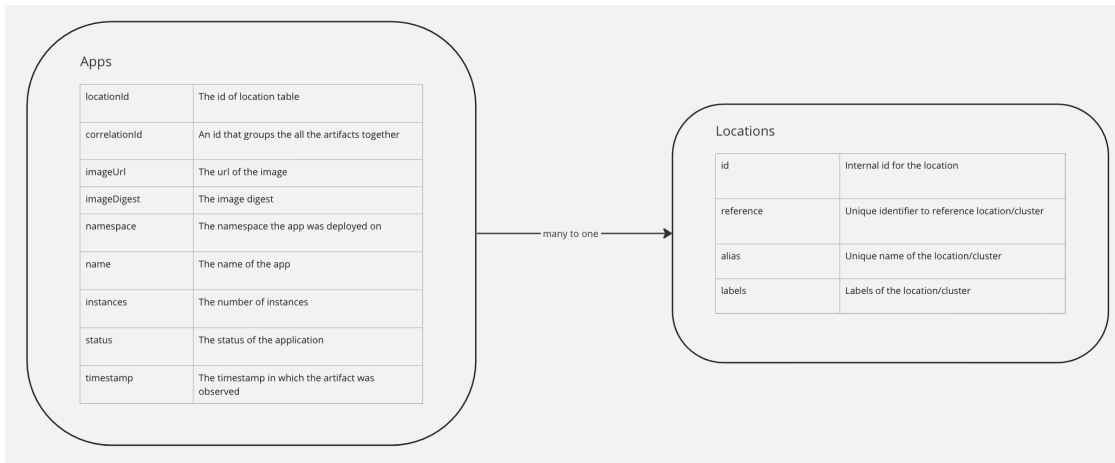 Apps
locationId The id of location table
correlationId An id that groups the all the artifacts together
imageUrl The url of the image
imageDigest The image digest
namespace The namespace the app was deployed on
name The name of the app
instances The number of instances
status The status of the application
timestamp The timestamp in which the artifact was
observed
many to one
Locations
id Internal id for the location
reference Unique identifier to reference location/cluster
alias Unique name of the location/cluster
labels Labels of the location/cluster